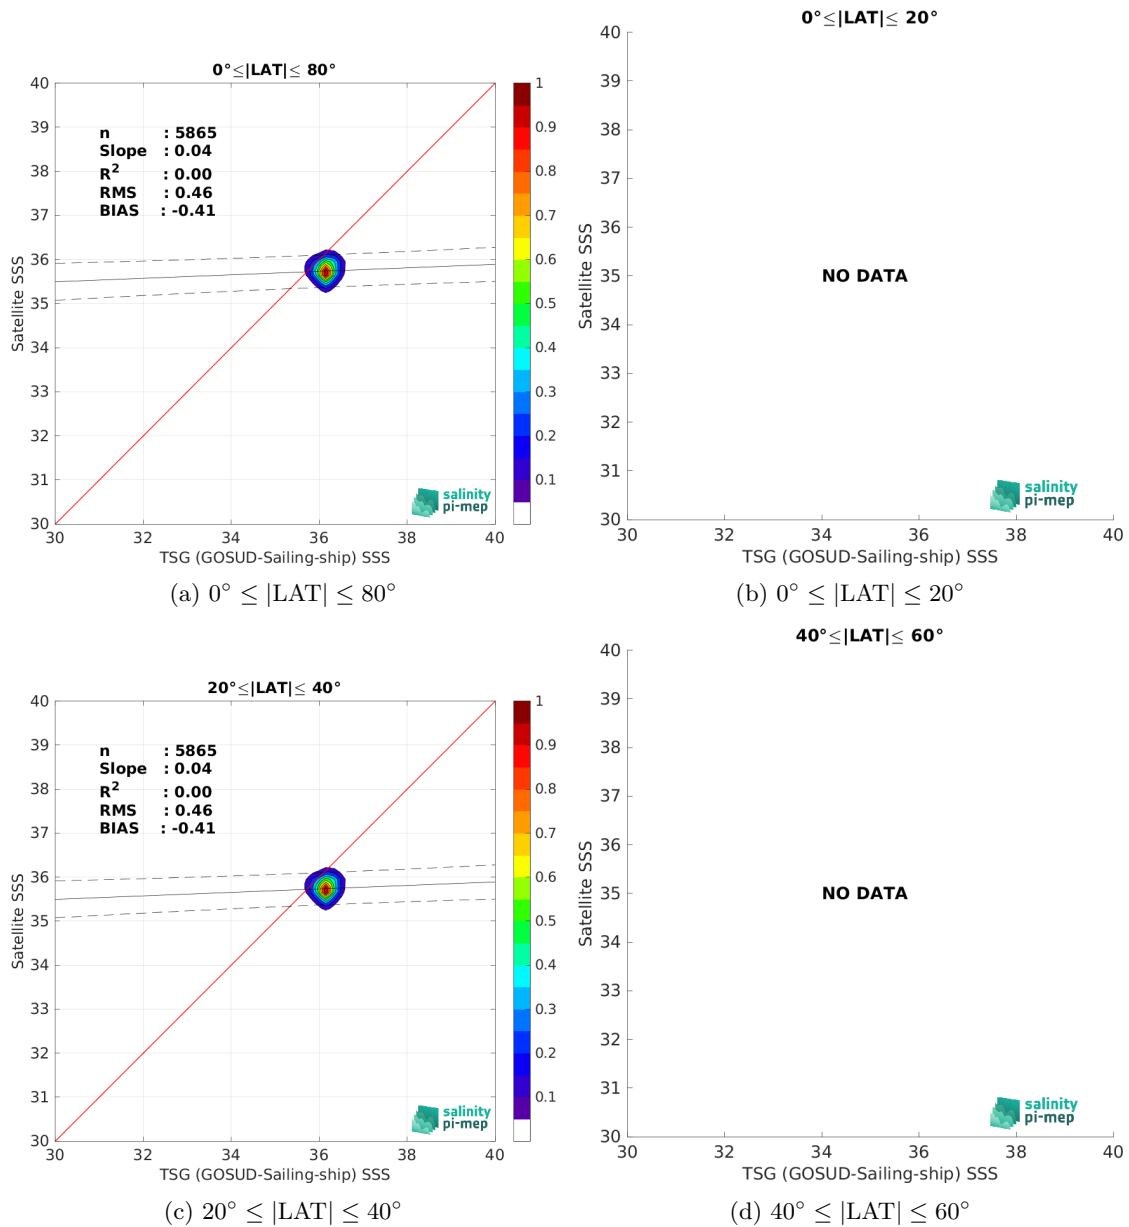 0°≤|LAT|≤ 80°
40
39
38
37
36
35
34
33
32
31
30
Satellite SSS
n : 5865
Slope : 0.04
R² : 0.00
RMS : 0.46
BIAS : -0.41
salinity
pi-mep
30 32 34 36 38 40
TSG (GOSUD-Sailing-ship) SSS
1
0.9
0.8
0.7
0.6
0.5
0.4
0.3
0.2
0.1
(a) 0° ≤ |LAT| ≤ 80°
0°≤|LAT|≤ 20°
40
39
38
37
36
35
34
33
32
31
30
Satellite SSS
NO DATA
salinity
pi-mep
30 32 34 36 38 40
TSG (GOSUD-Sailing-ship) SSS
(b) 0° ≤ |LAT| ≤ 20°
20°≤|LAT|≤ 40°
40
39
38
37
36
35
34
33
32
31
30
Satellite SSS
n : 5865
Slope : 0.04
R² : 0.00
RMS : 0.46
BIAS : -0.41
salinity
pi-mep
30 32 34 36 38 40
TSG (GOSUD-Sailing-ship) SSS
1
0.9
0.8
0.7
0.6
0.5
0.4
0.3
0.2
0.1
(c) 20° ≤ |LAT| ≤ 40°
40°≤|LAT|≤ 60°
40
39
38
37
36
35
34
33
32
31
30
Satellite SSS
NO DATA
salinity
pi-mep
30 32 34 36 38 40
TSG (GOSUD-Sailing-ship) SSS
(d) 40° ≤ |LAT| ≤ 60°